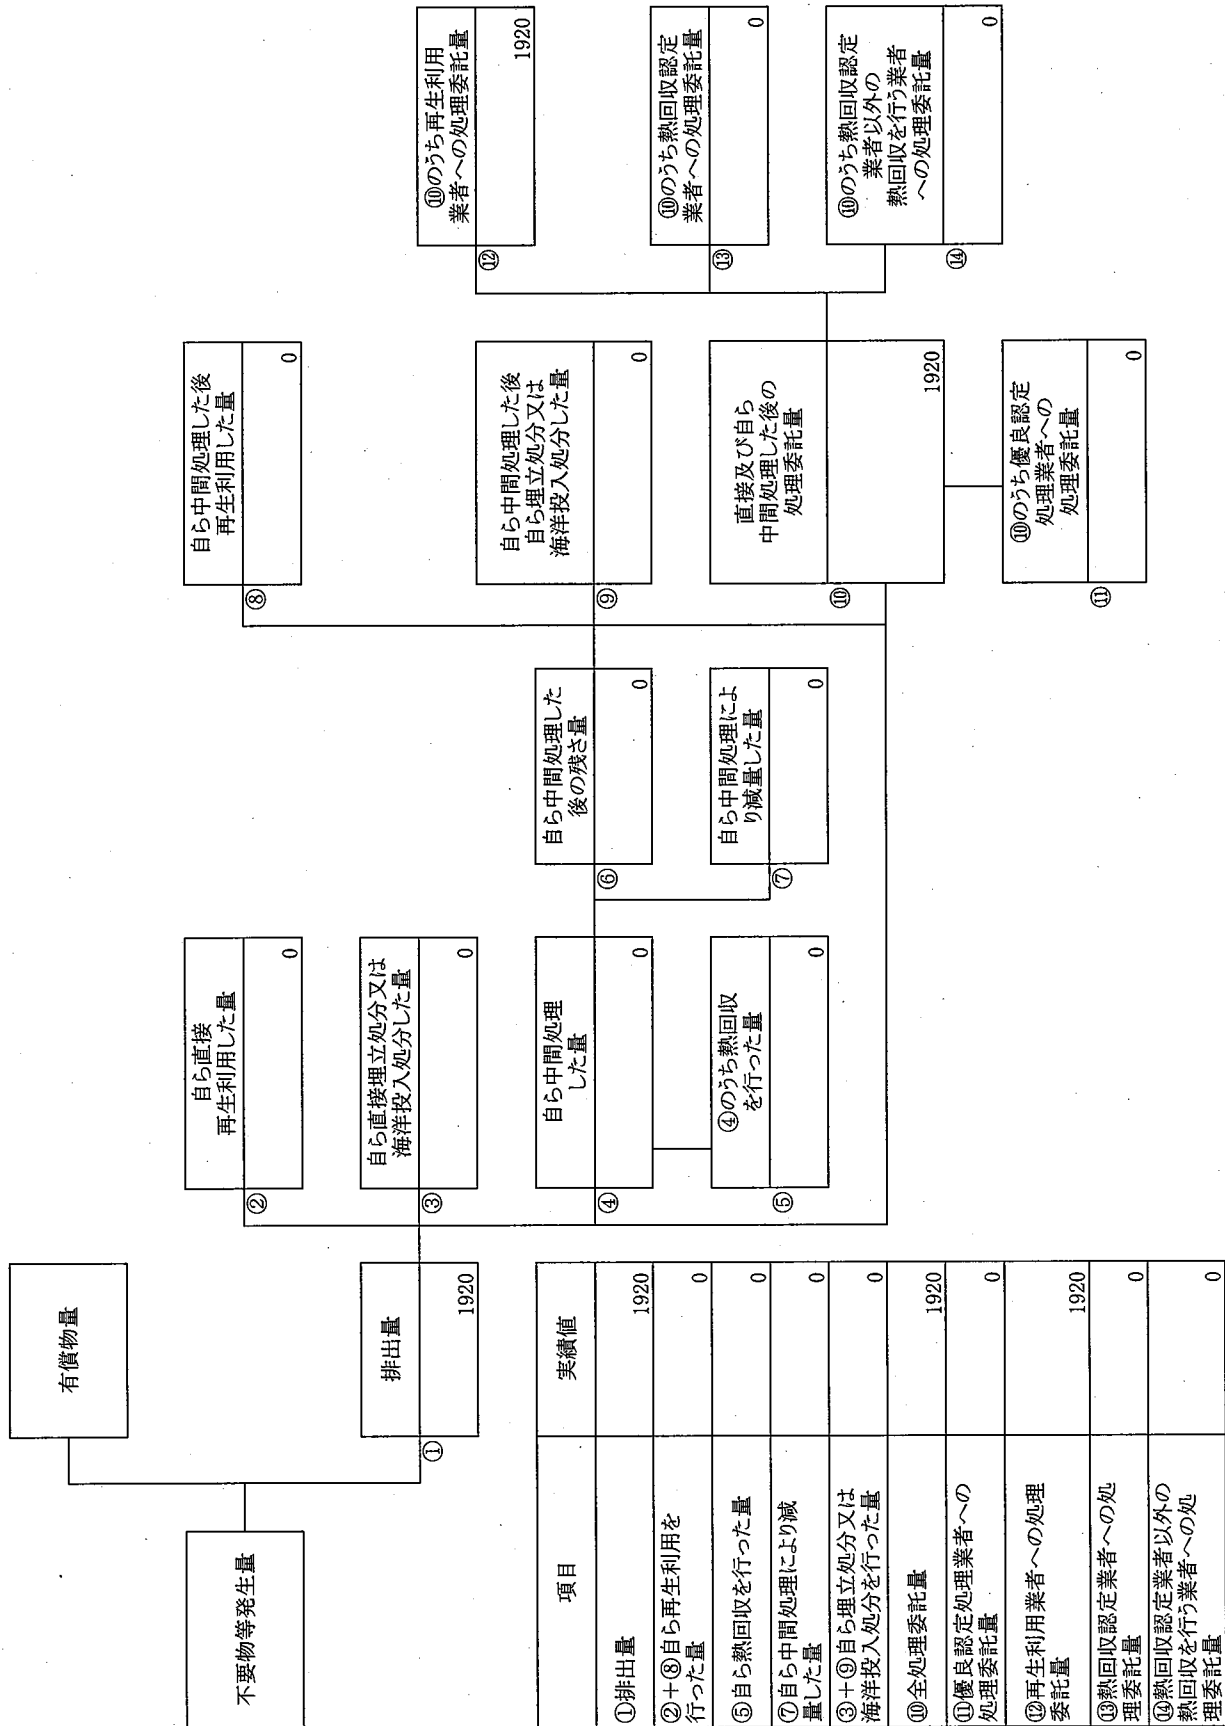 不要物等発生量
有償物量
①
排出量
1920
②
自ら直接
再生利用した量
0
③
自ら直接埋立処分又は
海洋投入処分した量
0
④
自ら中間処理
した量
0
⑤
④のうち熱回収
を行った量
0
⑥
自ら中間処理した
後の残さ量
0
⑦
自ら中間処理によ
り減量した量
0
⑧
自ら中間処理した後
再生利用した量
0
⑨
自ら中間処理した後
自ら埋立処分又は
海洋投入処分した量
0
⑩
直接及び自ら
中間処理した後の
処理委託量
1920
⑪
⑩のうち優良認定
処理業者への
処理委託量
0
⑫
⑩のうち再生利用
業者への処理委託量
1920
⑬
⑩のうち熱回収認定
業者への処理委託量
0
⑭
⑩のうち熱回収認定
業者以外の
熱回収を行う業者
への処理委託量
0
項目
実績値
①排出量
1920
②+⑧自ら再生利用を
行った量
0
⑤自ら熱回収を行った量
0
⑦自ら中間処理により減
量した量
0
③+⑨自ら埋立処分又は
海洋投入処分を行った量
0
⑩全処理委託量
1920
⑪優良認定処理業者への
処理委託量
0
⑫再生利用業者への処理
委託量
1920
⑬熱回収認定業者への処
理委託量
0
⑭熱回収認定業者以外の
熱回収を行う業者への処
理委託量
0